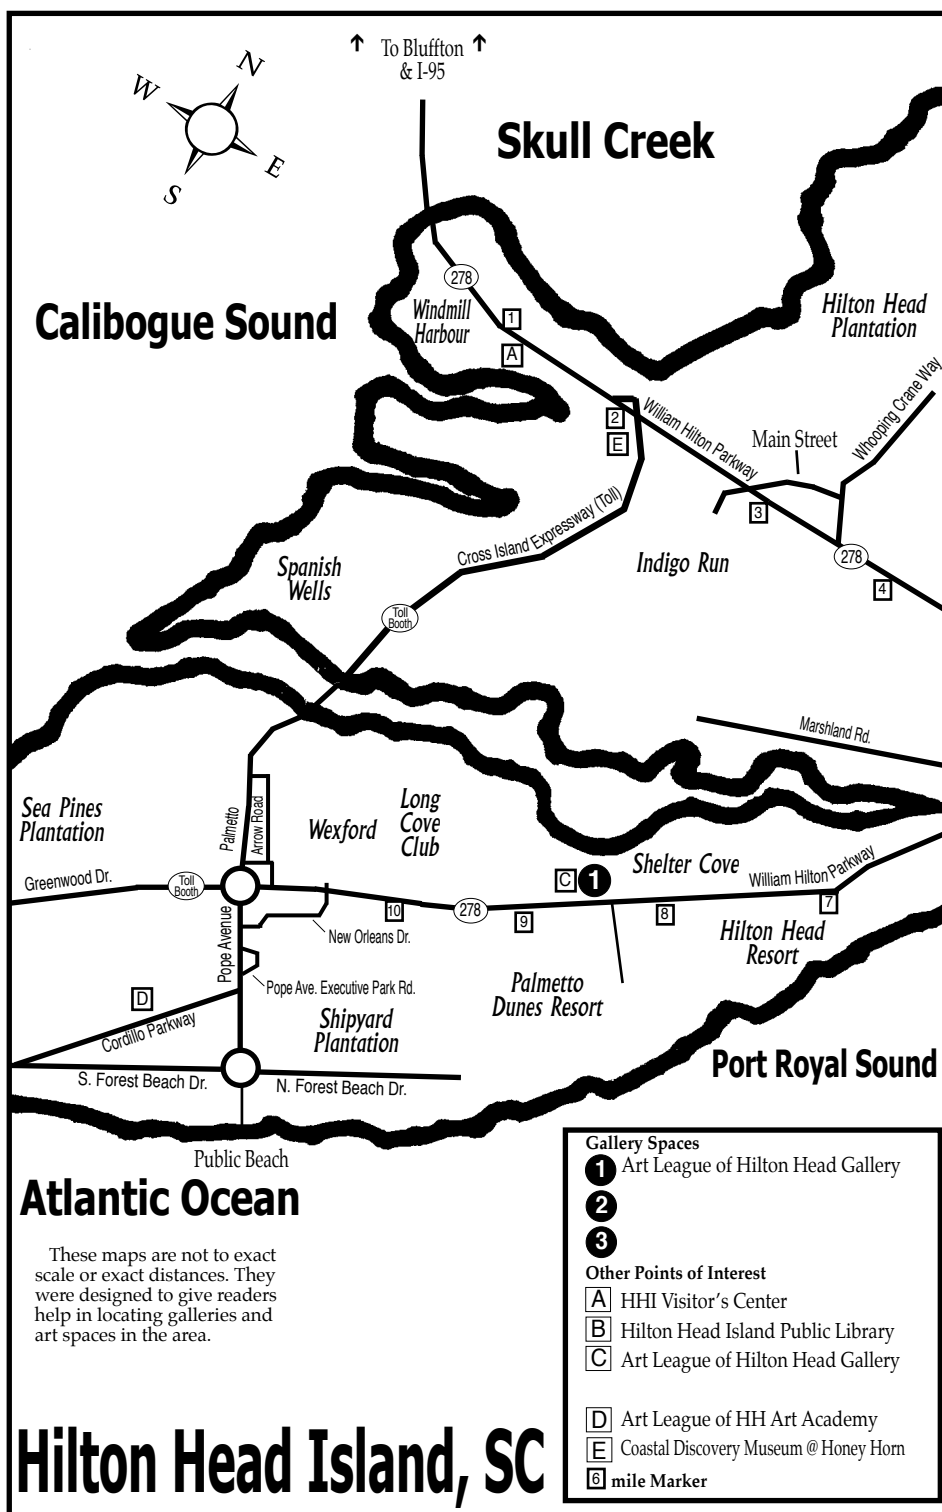 To Bluffton
& I-95
N
W
E
S
Skull Creek
Calibogue Sound
278
Windmill
Harbour
1
A
Hilton Head
Plantation
2
E
William Hilton Parkway
Main Street
Whooping Crane Way
3
278
4
Indigo Run
Cross Island Expressway (Toll)
Spanish
Wells
Toll
Booth
Marshland Rd.
Sea Pines
Plantation
Palmetto
Arrow Road
Wexford
Long
Cove
Club
Shelter Cove
C
1
William Hilton Parkway
Greenwood Dr.
Toll
Booth
10
278
9
8
7
New Orleans Dr.
Pope Avenue
Hilton Head
Resort
Pope Ave. Executive Park Rd.
Palmetto
Dunes Resort
D
Cordillo Parkway
Shipyard
Plantation
Port Royal Sound
S. Forest Beach Dr.
N. Forest Beach Dr.
Public Beach
Atlantic Ocean
These maps are not to exact
scale or exact distances. They
were designed to give readers
help in locating galleries and
art spaces in the area.
Gallery Spaces
1 Art League of Hilton Head Gallery
2
3
Other Points of Interest
A HHI Visitor's Center
B Hilton Head Island Public Library
C Art League of Hilton Head Gallery
D Art League of HH Art Academy
E Coastal Discovery Museum @ Honey Horn
6 mile Marker
Hilton Head Island, SC